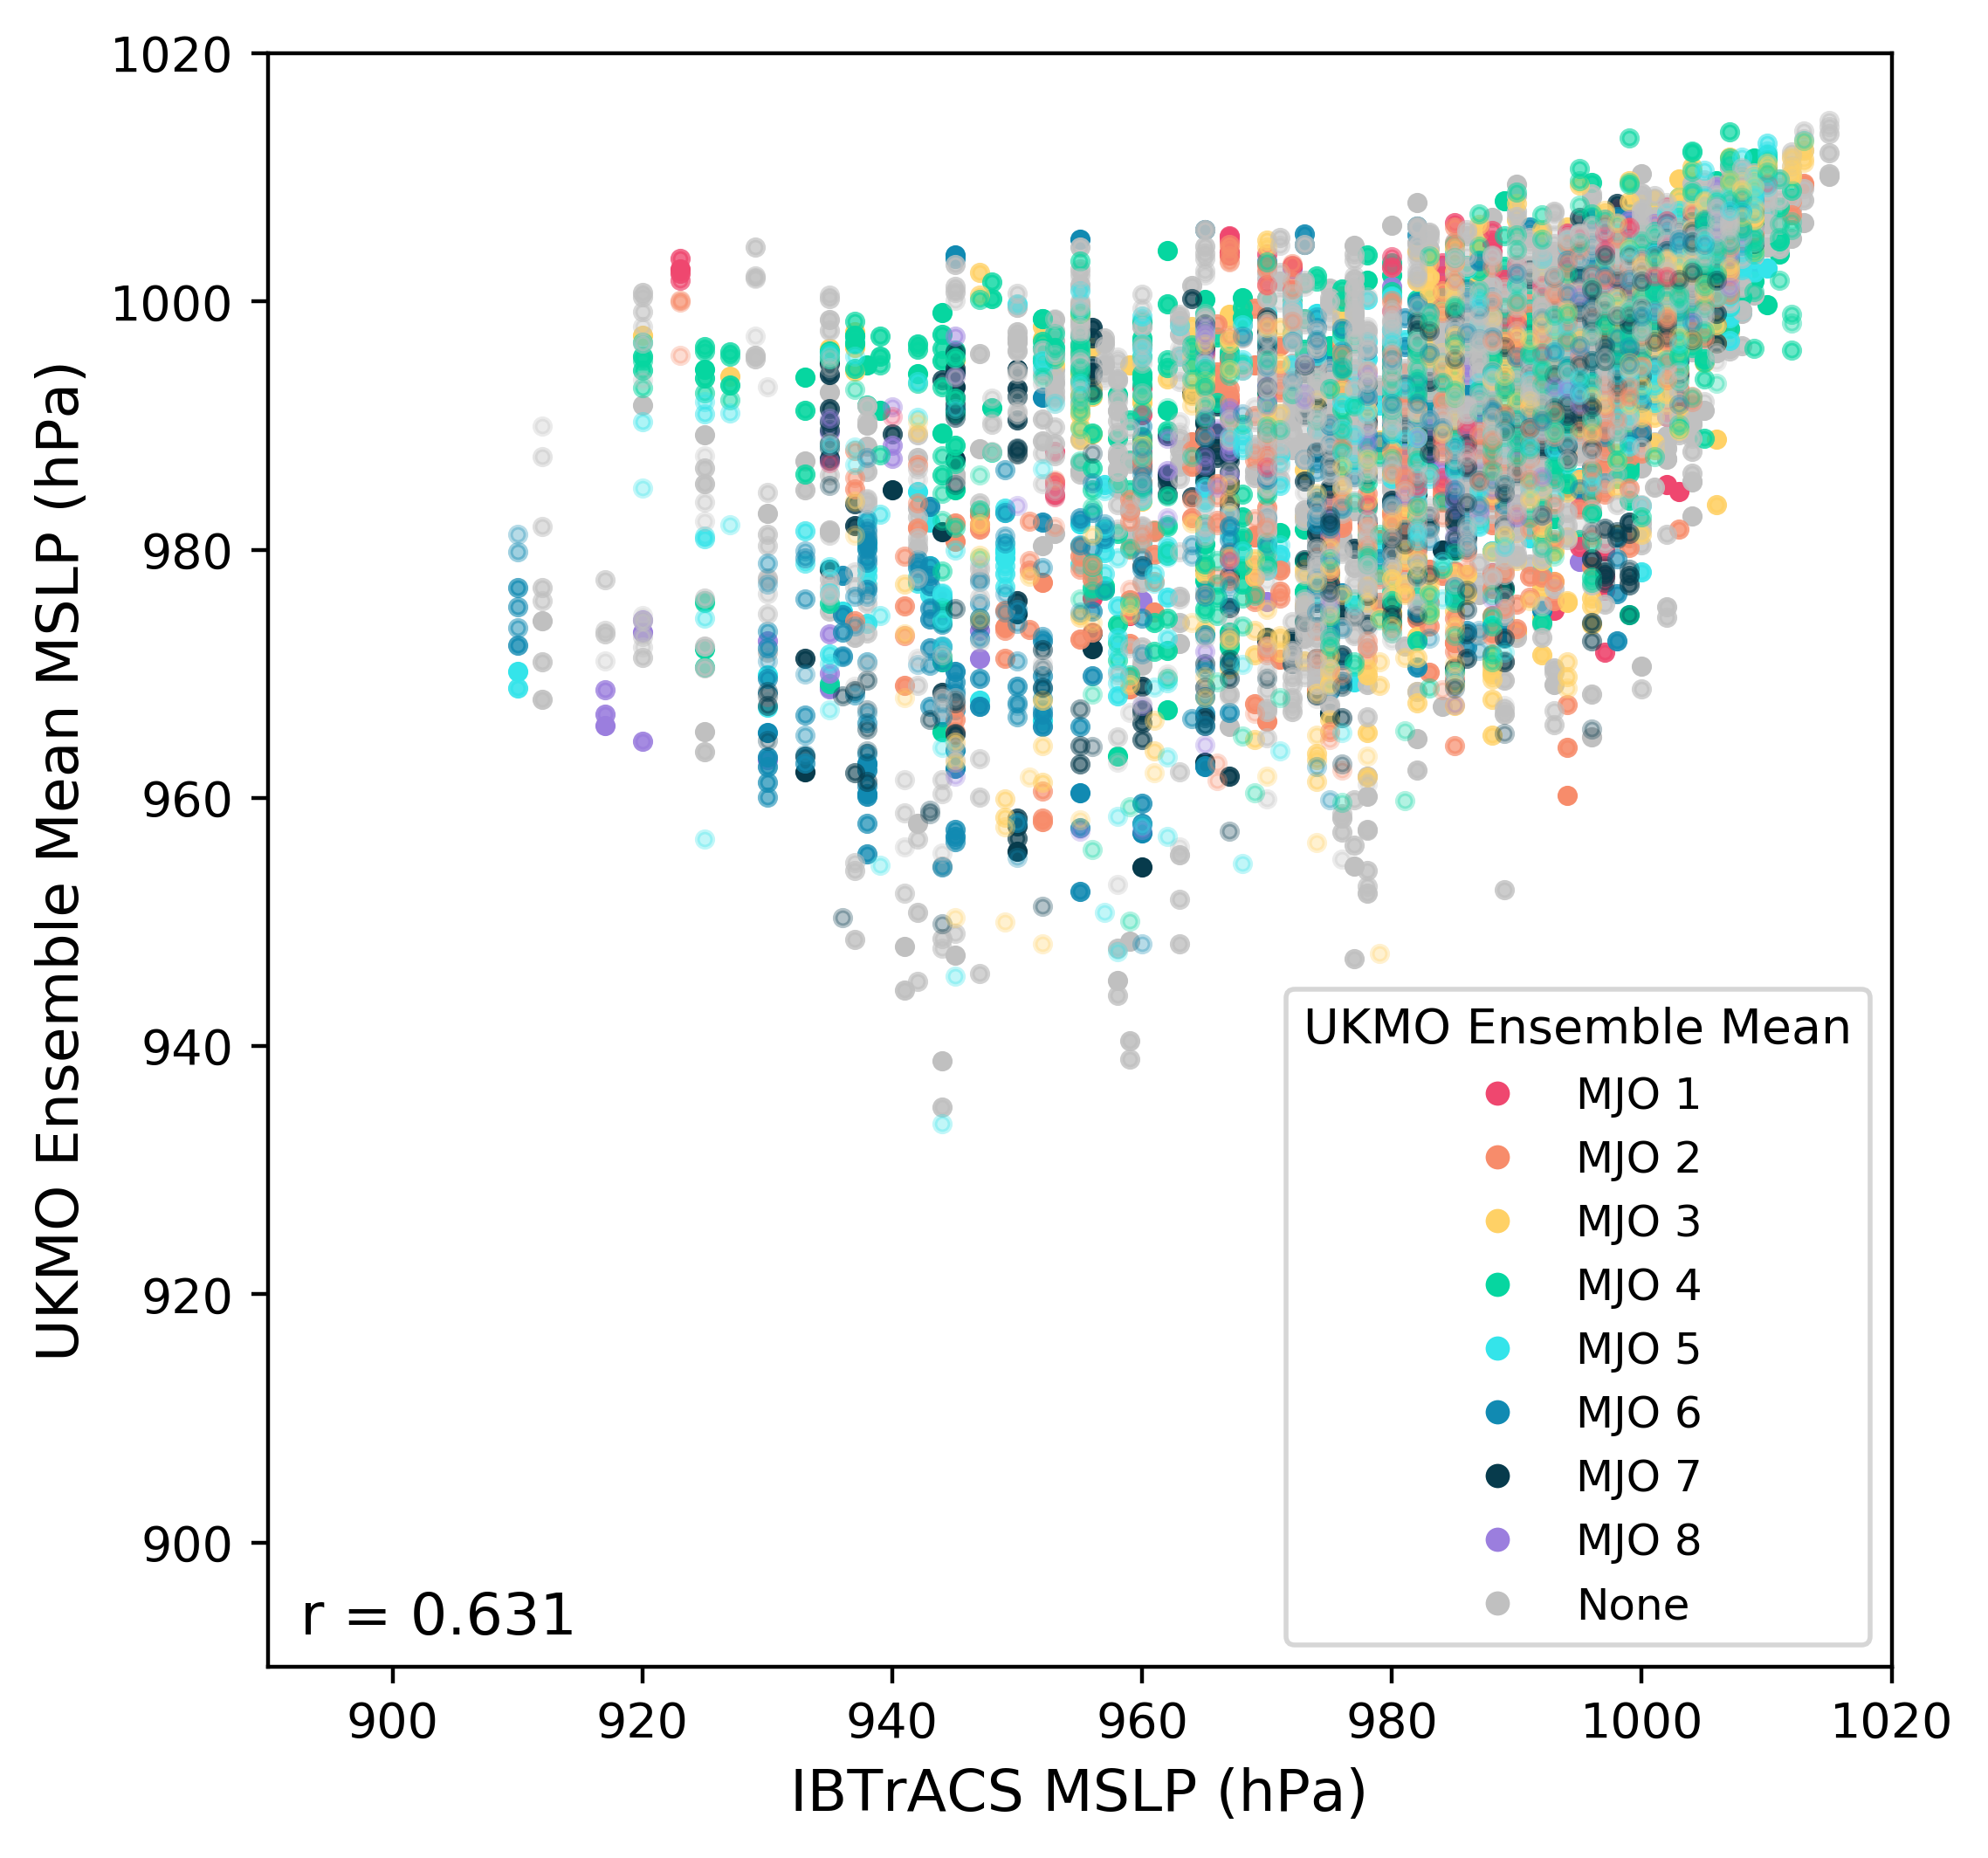 1020
1000
980
960
940
920
900
UKMO Ensemble Mean MSLP (hPa)
UKMO Ensemble Mean
MJO 1
MJO 2
MJO 3
MJO 4
MJO 5
MJO 6
MJO 7
MJO 8
None
r = 0.631
900 920 940 960 980 1000 1020
IBTrACS MSLP (hPa)